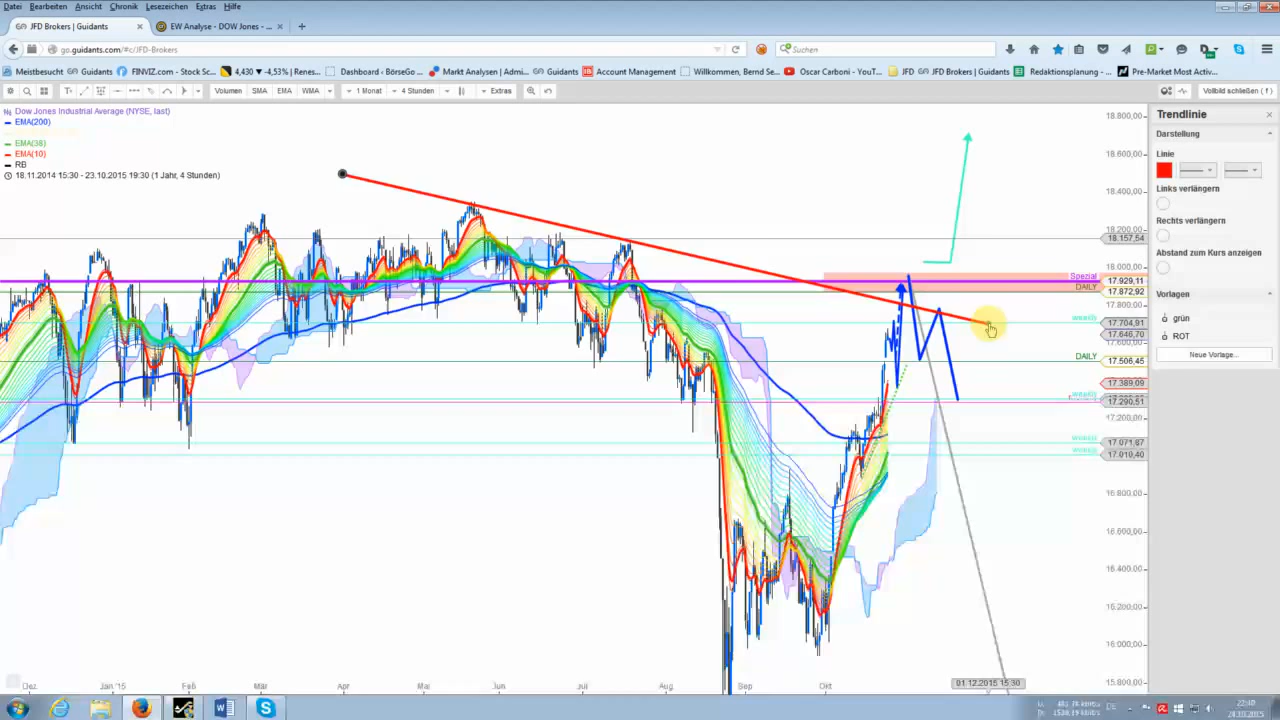 Datei Bearbeiten Ansicht Chronik Lesezeichen Extras Hilfe
JFD Brokers | Guidants
EW Analyse - DOW Jones - ...
go.guidants.com/#c/JFD-Brokers
Suchen
Meistbesucht Guidants FINVIZ.com - Stock Sc... 4,430 ▼ -4,53% | Renes... Dashboard - BörseGo ... Markt Analysen | Admi... Guidants Account Management Willkommen, Bernd Se... Oscar Carboni - YouT... JFD JFD Brokers | Guidants Redaktionsplanung - ... Pre-Market Most Activ...
Volumen SMA EMA WMA 1 Monat 4 Stunden Extras Vollbild schließen ( f )
Dow Jones Industrial Average (NYSE, last)
EMA(200)
EMA(38)
EMA(10)
RB
18.11.2014 15:30 - 23.10.2015 19:30 (1 Jahr, 4 Stunden)
18.800,00
18.600,00
18.400,00
18.200,00
18.157,54
18.000,00
Spezial 17.929,11
DAILY 17.872,92
17.800,00
weekly 17.704,91
17.646,70
17.600,00
DAILY 17.506,45
17.389,09
weekly
17.290,51
17.200,00
weekly 17.071,87
weekly 17.010,40
16.800,00
16.600,00
16.400,00
16.200,00
16.000,00
15.800,00
Dez Jan '15 Feb Mär Apr Mai Jun Jul Aug Sep Okt 01.12.2015 15:30
Trendlinie
Darstellung
Linie
Links verlängern
Rechts verlängern
Abstand zum Kurs anzeigen
Vorlagen
grün
ROT
Neue Vorlage...
DE
24.10.2015